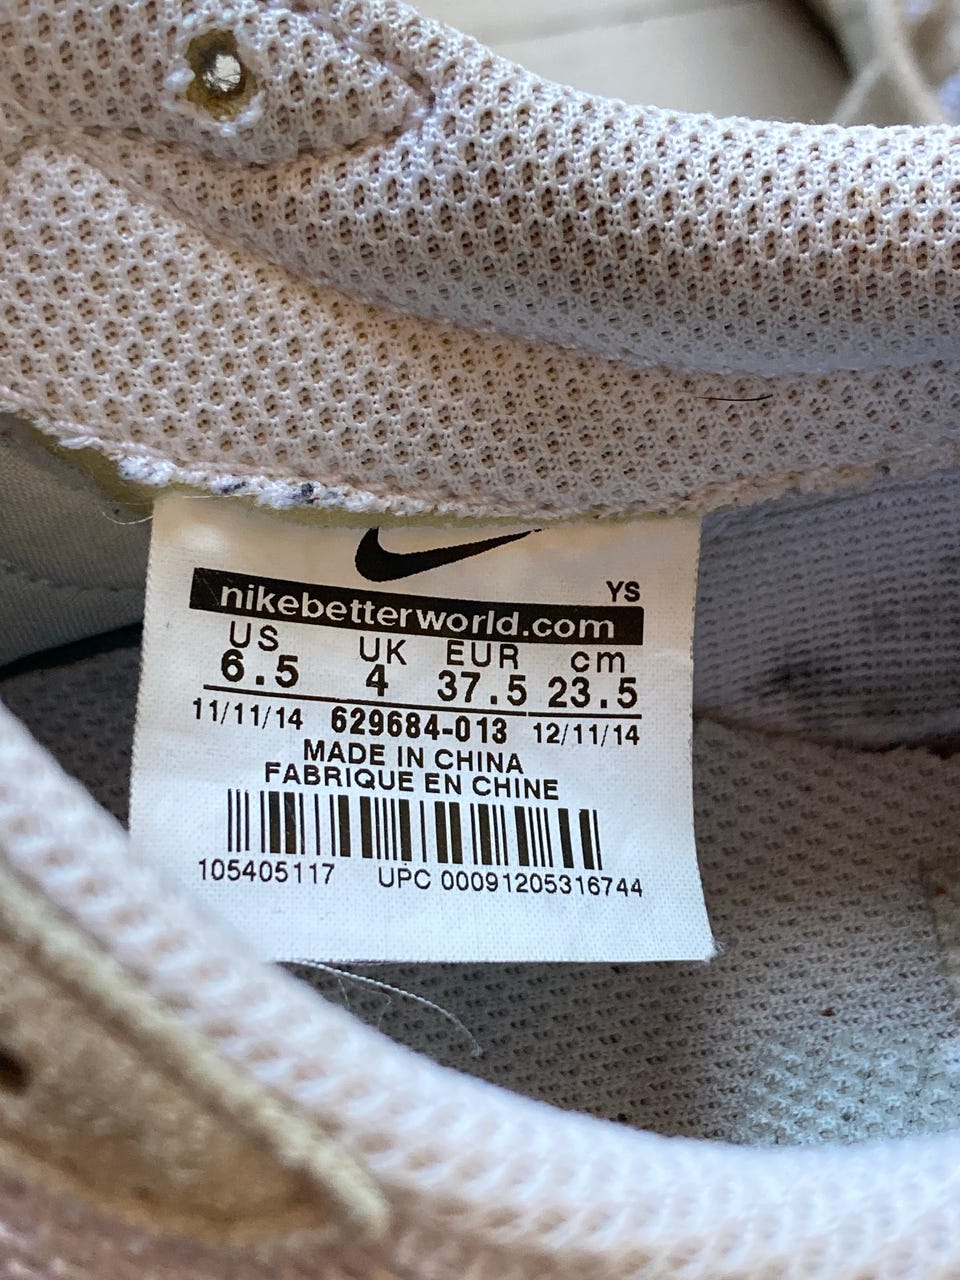 YS
nikebetterworld.com
US UK EUR cm
6.5 4 37.5 23.5
11/11/14 629684-013 12/11/14
MADE IN CHINA
FABRIQUE EN CHINE
105405117 UPC 00091205316744